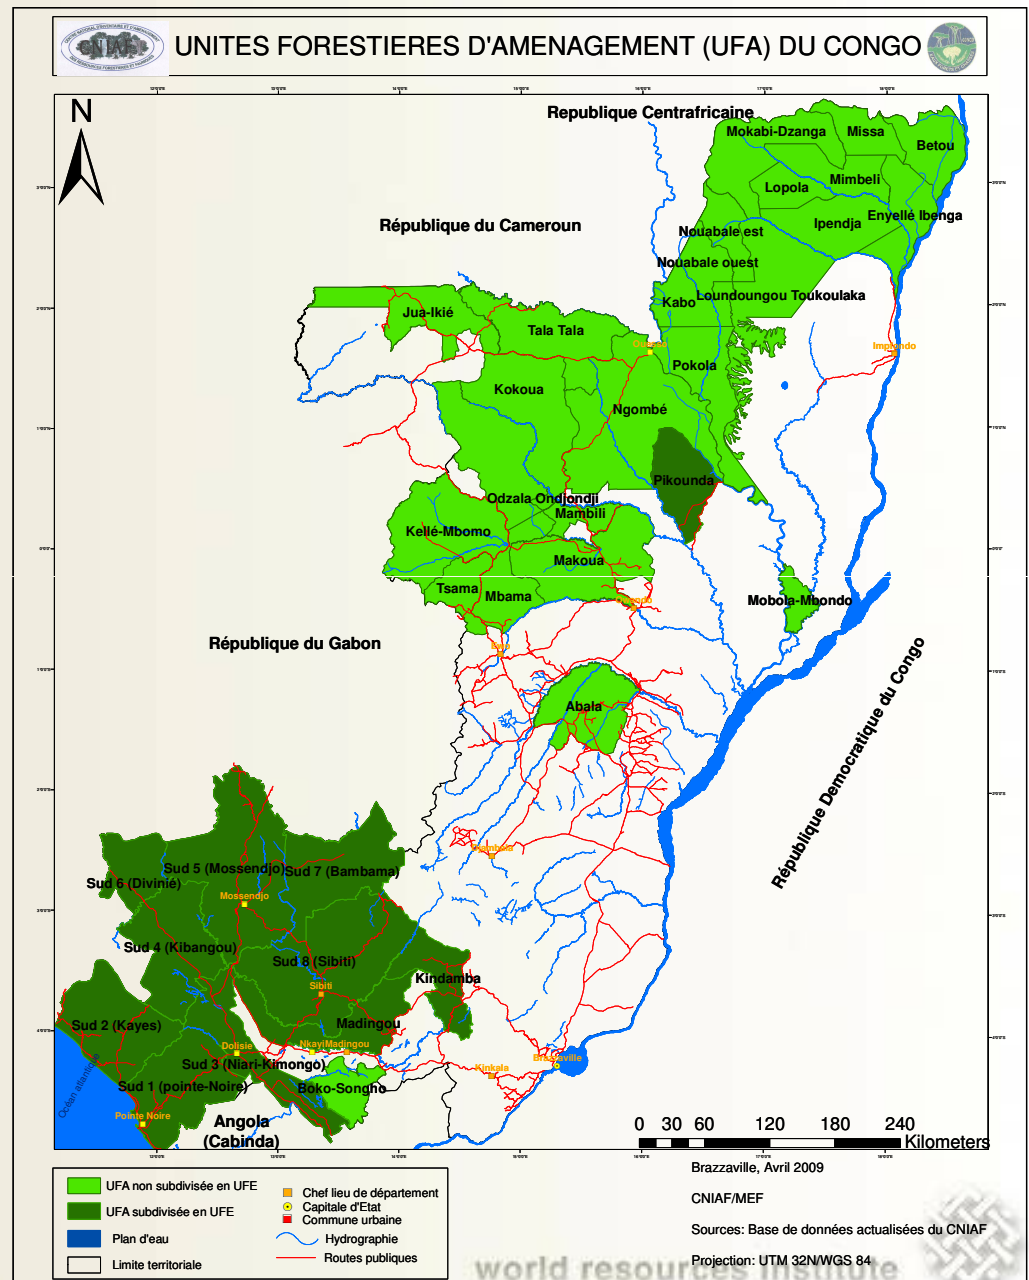 CNIAF
UNITES FORESTIERES D'AMENAGEMENT (UFA) DU CONGO
N
Republique Centrafricaine
Mokabi-Dzanga
Missa
Betou
Lopola
Mimbeli
Ipendja
Enyellé Ibenga
République du Cameroun
Nouabale est
Nouabale ouest
Kabo
Loundoungou Toukoulaka
Jua-Ikié
Tala Tala
Impfondo
Pokola
Kokoua
Ngombé
Pikounda
Odzala Ondjondji
Mambili
Kellé-Mbomo
Makoua
Tsama
Mbama
Mobola-Mbondo
République du Gabon
Abala
République Democratique du Congo
Sud 5 (Mossendjo)
Sud 7 (Bambama)
Sud 6 (Divinié)
Mossendjo
Sud 4 (Kibangou)
Sud 8 (Sibiti)
Kindamba
Sibiti
Sud 2 (Kayes)
Madingou
Dolisie
Nkayi
Madingou
Brazzaville
Sud 3 (Niari-Kimongo)
Kinkala
Océan atlantique
Sud 1 (pointe-Noire)
Boko-Songho
Pointe Noire
Angola
(Cabinda)
0 30 60 120 180 240
Kilometers
UFA non subdivisée en UFE
UFA subdivisée en UFE
Plan d'eau
Limite territoriale
Chef lieu de département
Capitale d'Etat
Commune urbaine
Hydrographie
Routes publiques
Brazzaville, Avril 2009
CNIAF/MEF
Sources: Base de données actualisées du CNIAF
Projection: UTM 32N/WGS 84
world resources institute